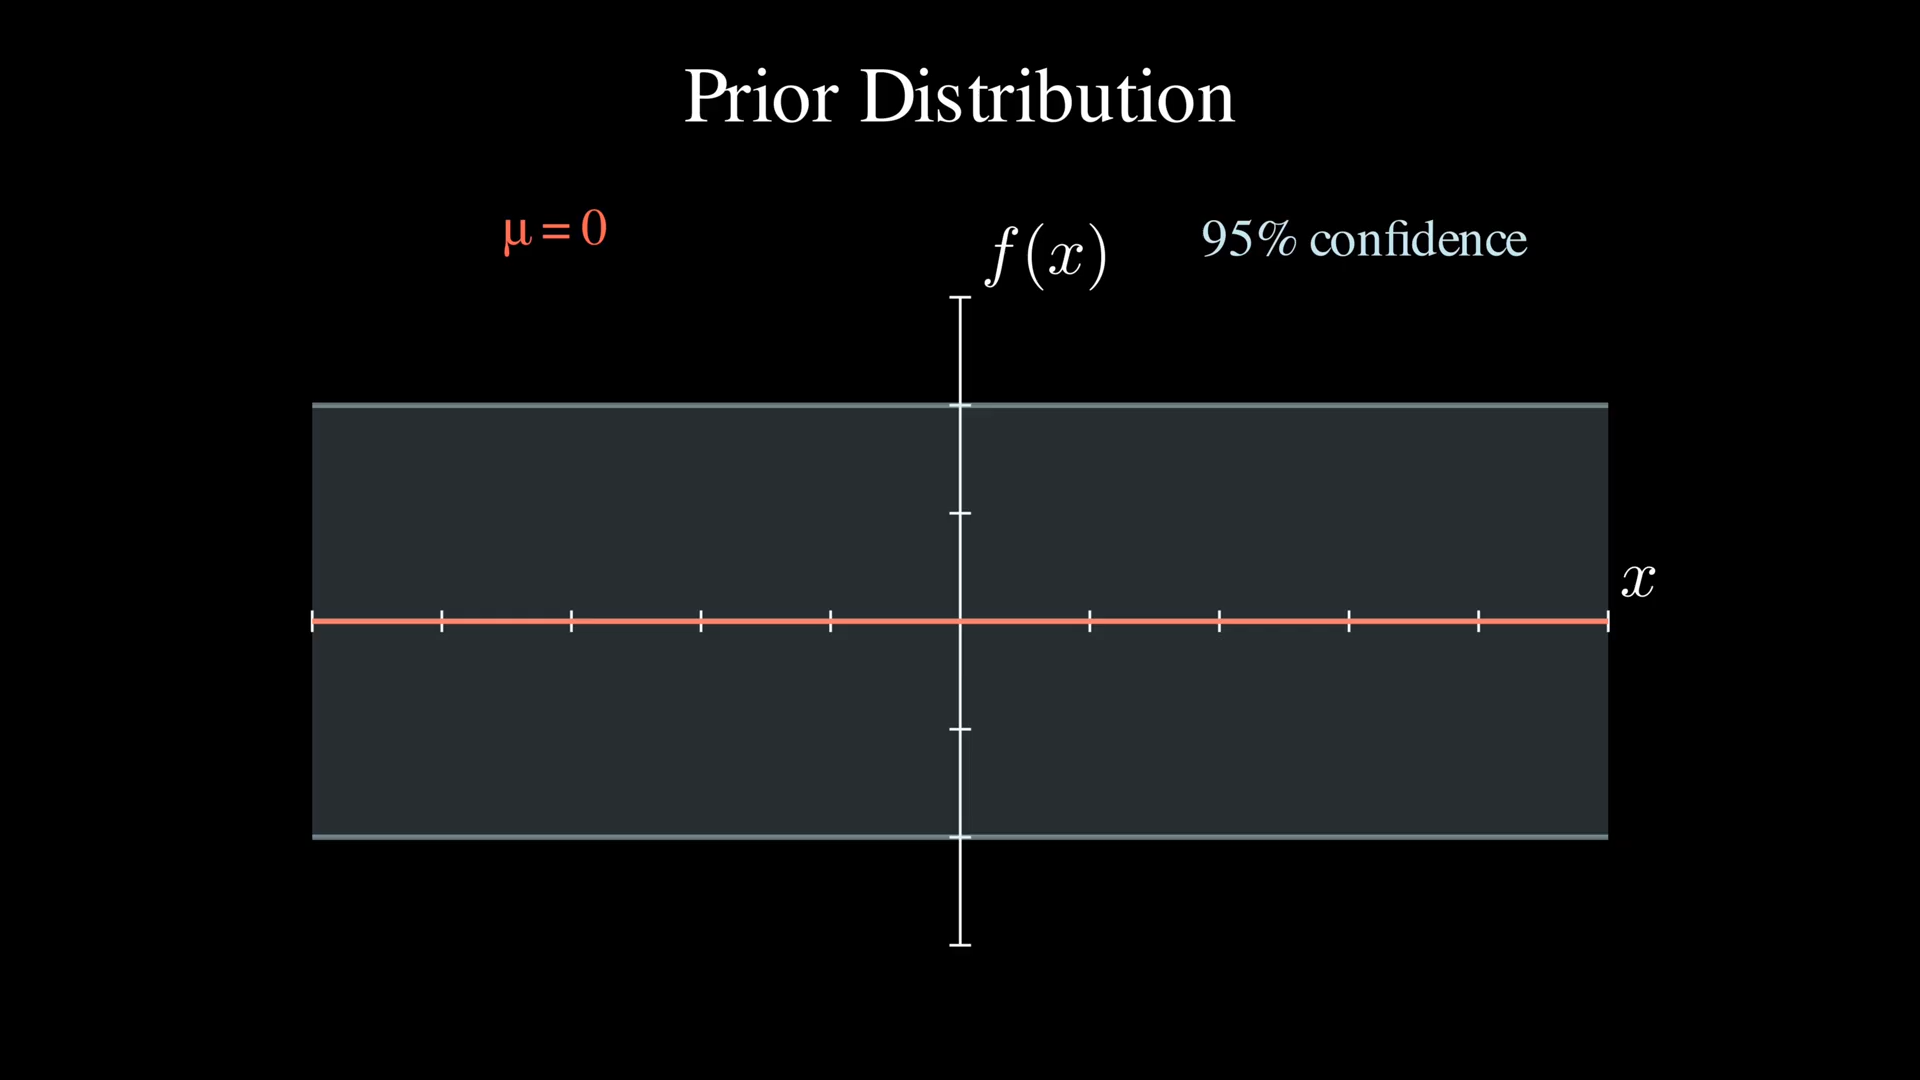 Prior Distribution
μ = 0
f(x)
95% confidence
x